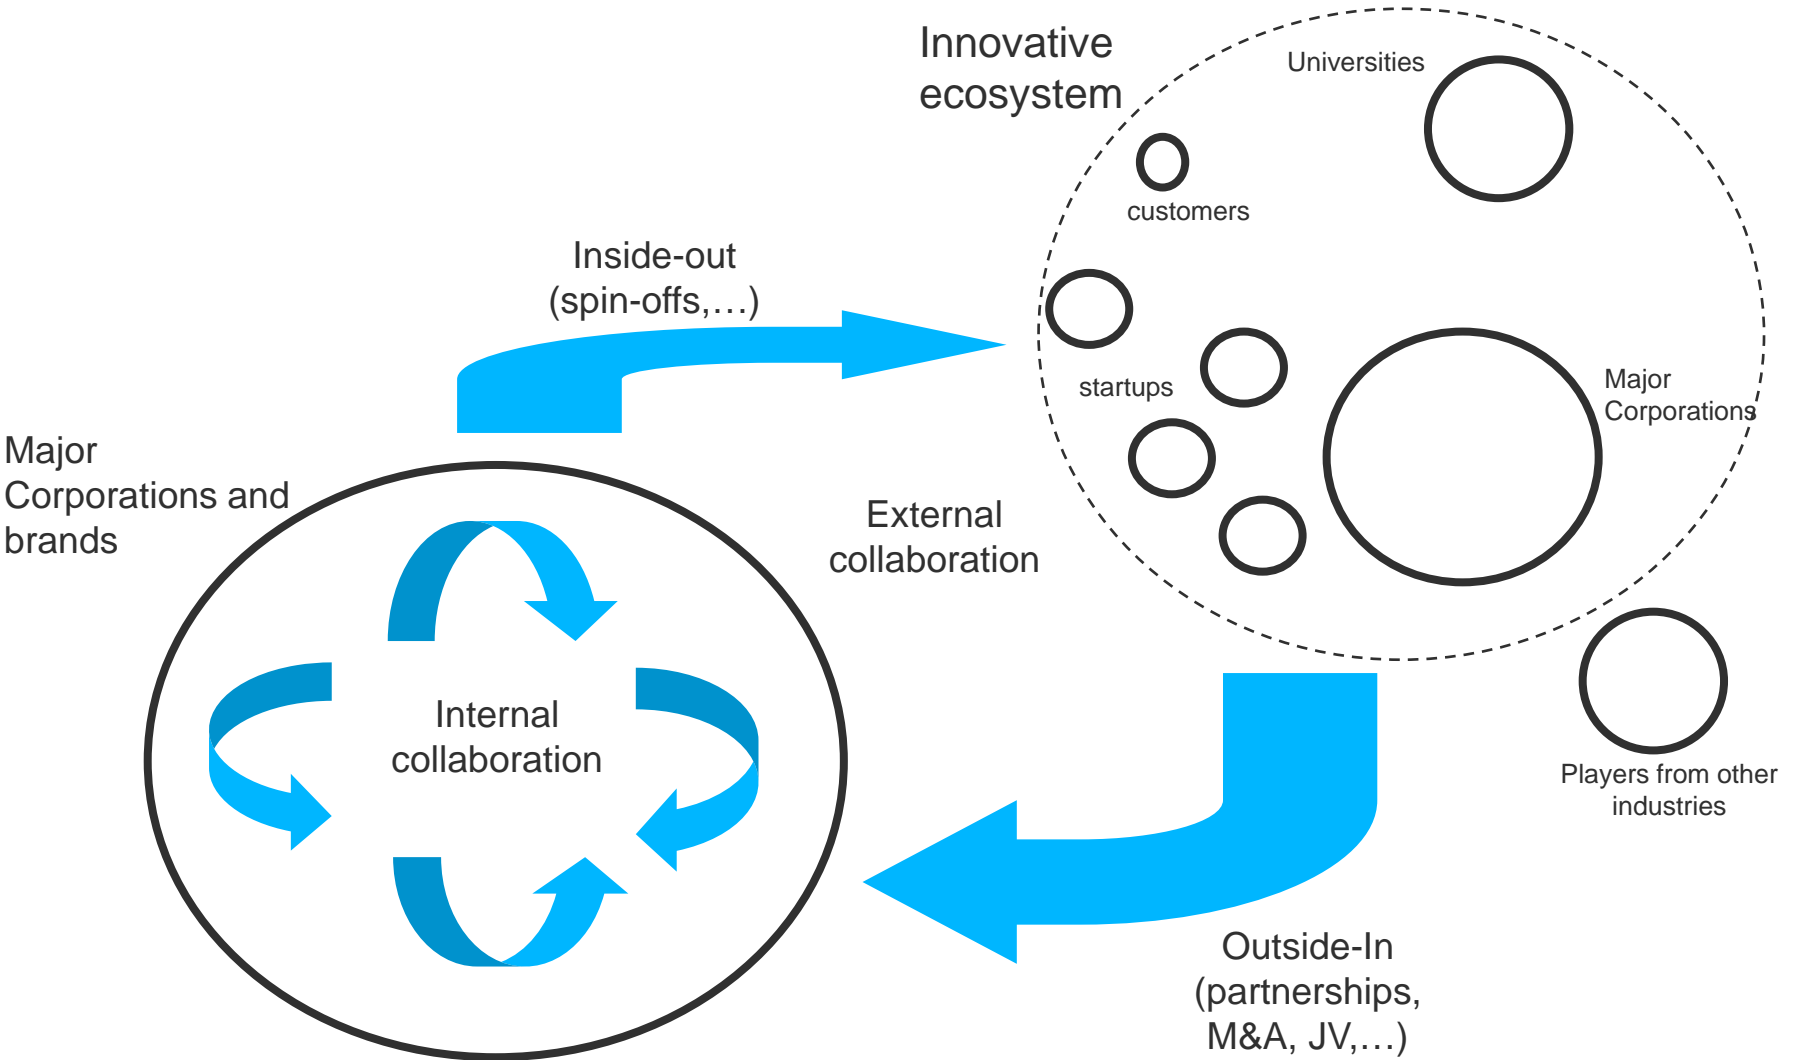 Innovative
ecosystem
Universities
customers
Inside-out
(spin-offs,…)
startups
Major
Corporations
Major
Corporations and
brands
External
collaboration
Internal
collaboration
Players from other
industries
Outside-In
(partnerships,
M&A, JV,…)